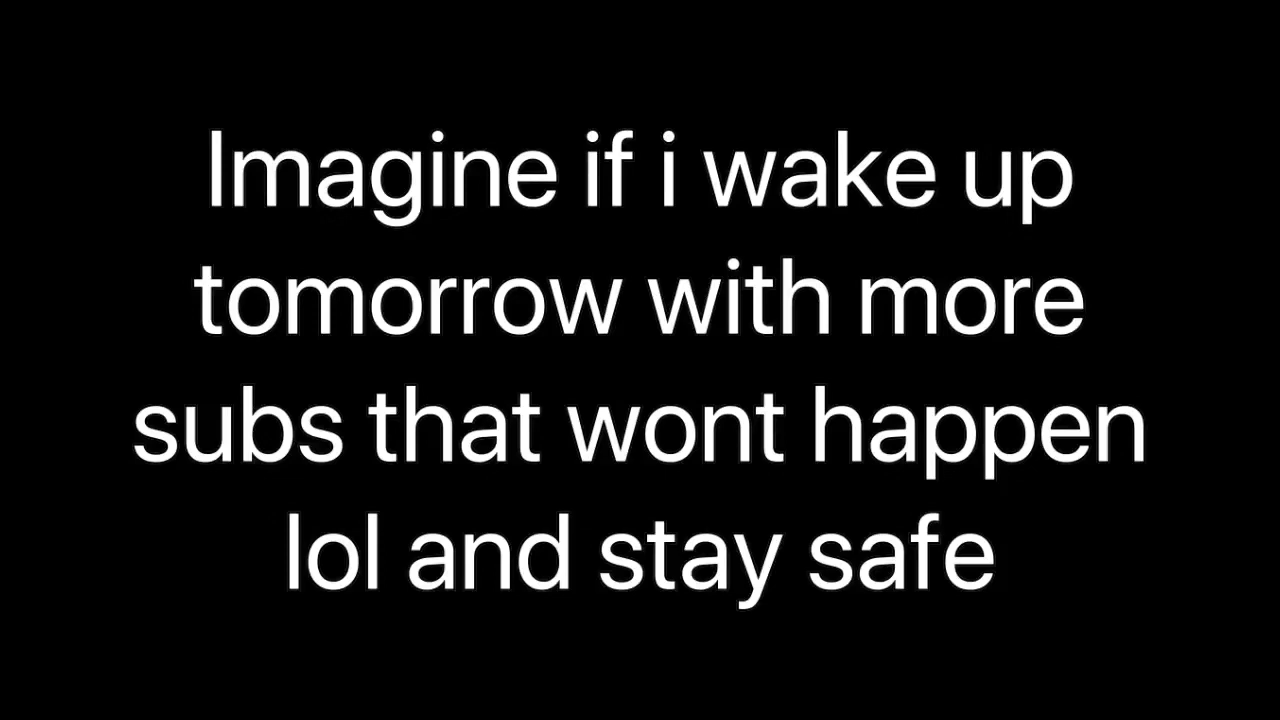 Imagine if i wake up
tomorrow with more
subs that wont happen
lol and stay safe